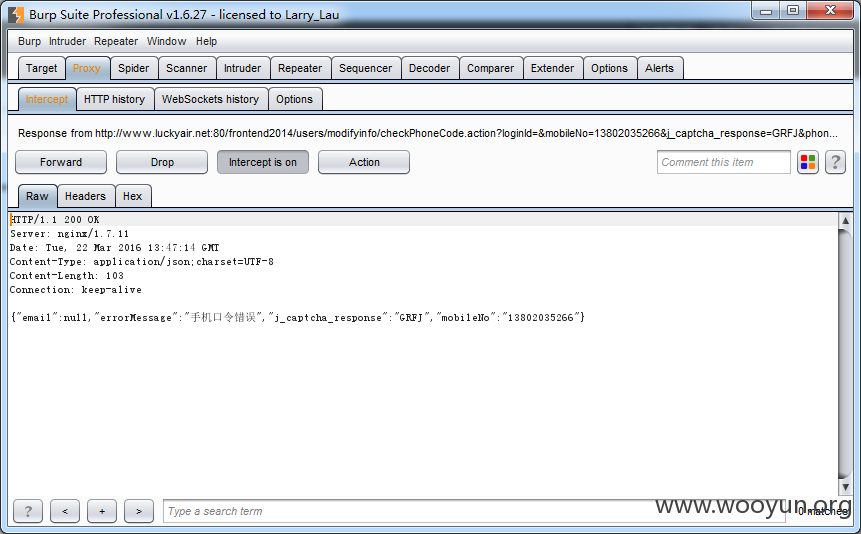 Burp Suite Professional v1.6.27 - licensed to Larry_Lau
Burp Intruder Repeater Window Help
Target Proxy Spider Scanner Intruder Repeater Sequencer Decoder Comparer Extender Options Alerts
Intercept HTTP history WebSockets history Options
Response from http://www.luckyair.net:80/frontend2014/users/modifyinfo/checkPhoneCode.action?loginId=&mobileNo=13802035266&j_captcha_response=GRFJ&phon...
Forward Drop Intercept is on Action Comment this item ?
Raw Headers Hex
HTTP/1.1 200 OK
Server: nginx/1.7.11
Date: Tue, 22 Mar 2016 13:47:14 GMT
Content-Type: application/json;charset=UTF-8
Content-Length: 103
Connection: keep-alive
{"email":null,"errorMessage":"手机口令错误","j_captcha_response":"GRFJ","mobileNo":"13802035266"}
? < + > Type a search term 0 matches
www.wooyun.org